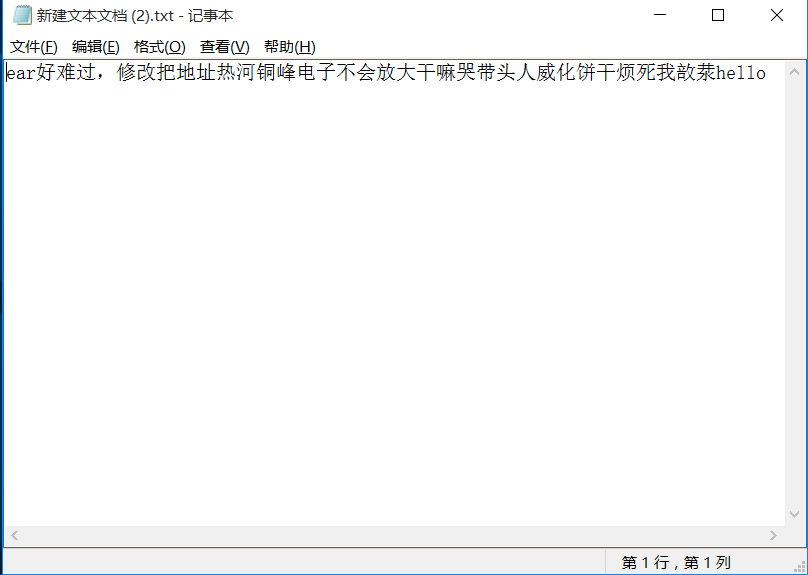 新建文本文档 (2).txt - 记事本
文件(F) 编辑(E) 格式(O) 查看(V) 帮助(H)
ear好难过，修改把地址热河铜峰电子不会放大干嘛哭带头人威化饼干烦死我敨萘hello
第 1 行，第 1 列